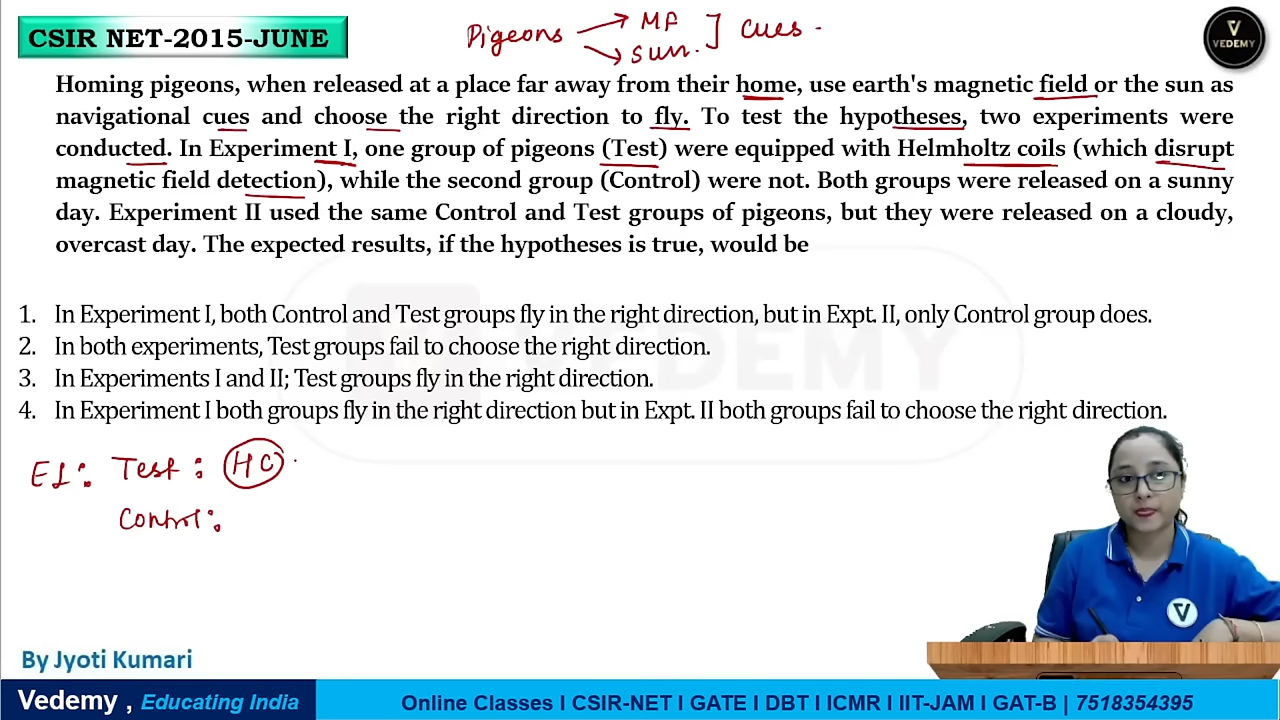 CSIR NET-2015-JUNE
Pigeons → MF
→ Sun. ] cues.
VEDEMY
Homing pigeons, when released at a place far away from their home, use earth's magnetic field or the sun as
navigational cues and choose the right direction to fly. To test the hypotheses, two experiments were
conducted. In Experiment I, one group of pigeons (Test) were equipped with Helmholtz coils (which disrupt
magnetic field detection), while the second group (Control) were not. Both groups were released on a sunny
day. Experiment II used the same Control and Test groups of pigeons, but they were released on a cloudy,
overcast day. The expected results, if the hypotheses is true, would be
1. In Experiment I, both Control and Test groups fly in the right direction, but in Expt. II, only Control group does.
2. In both experiments, Test groups fail to choose the right direction.
3. In Experiments I and II; Test groups fly in the right direction.
4. In Experiment I both groups fly in the right direction but in Expt. II both groups fail to choose the right direction.
VEDEMY
EI: Test: HC
Control:
By Jyoti Kumari
Vedemy , Educating India
Online Classes I CSIR-NET I GATE I DBT I ICMR I IIT-JAM I GAT-B | 7518354395